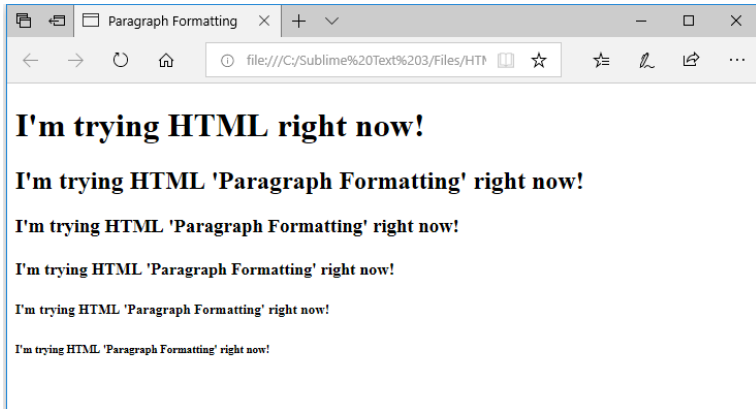 Paragraph Formatting
file:///C:/Sublime%20Text%203/Files/HTM
I'm trying HTML right now!
I'm trying HTML 'Paragraph Formatting' right now!
I'm trying HTML 'Paragraph Formatting' right now!
I'm trying HTML 'Paragraph Formatting' right now!
I'm trying HTML 'Paragraph Formatting' right now!
I'm trying HTML 'Paragraph Formatting' right now!